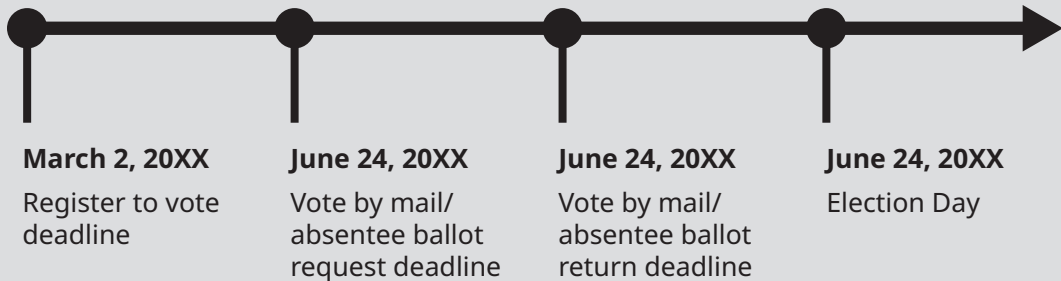 March 2, 20XX
Register to vote
deadline
June 24, 20XX
Vote by mail/
absentee ballot
request deadline
June 24, 20XX
Vote by mail/
absentee ballot
return deadline
June 24, 20XX
Election Day